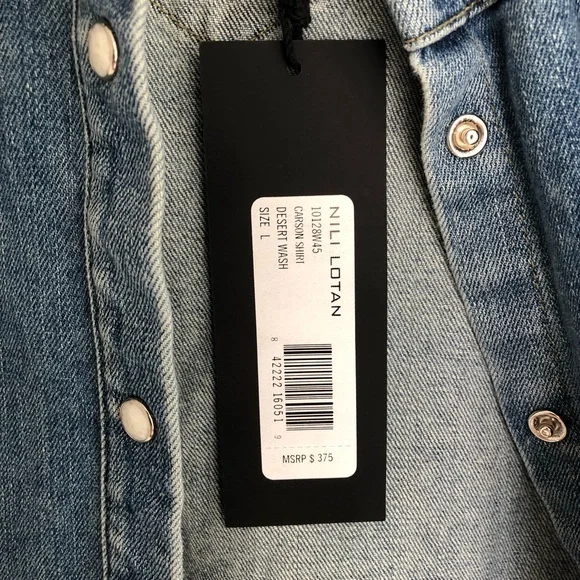 NILI LOTAN
10128W45
CARSON SHIRT
DESERT WASH
SIZE L
8 42222 16051 9
MSRP $ 375